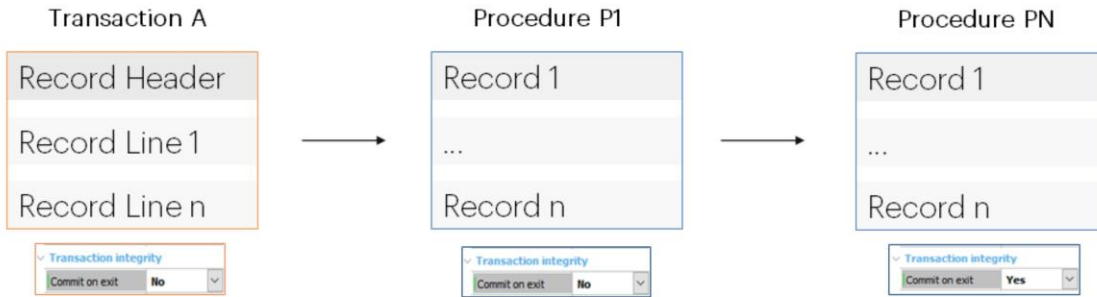 Transaction A
Record Header
Record Line 1
Record Line n
Transaction integrity
Commit on exit No
Procedure P1
Record 1
...
Record n
Transaction integrity
Commit on exit No
Procedure PN
Record 1
...
Record n
Transaction integrity
Commit on exit Yes